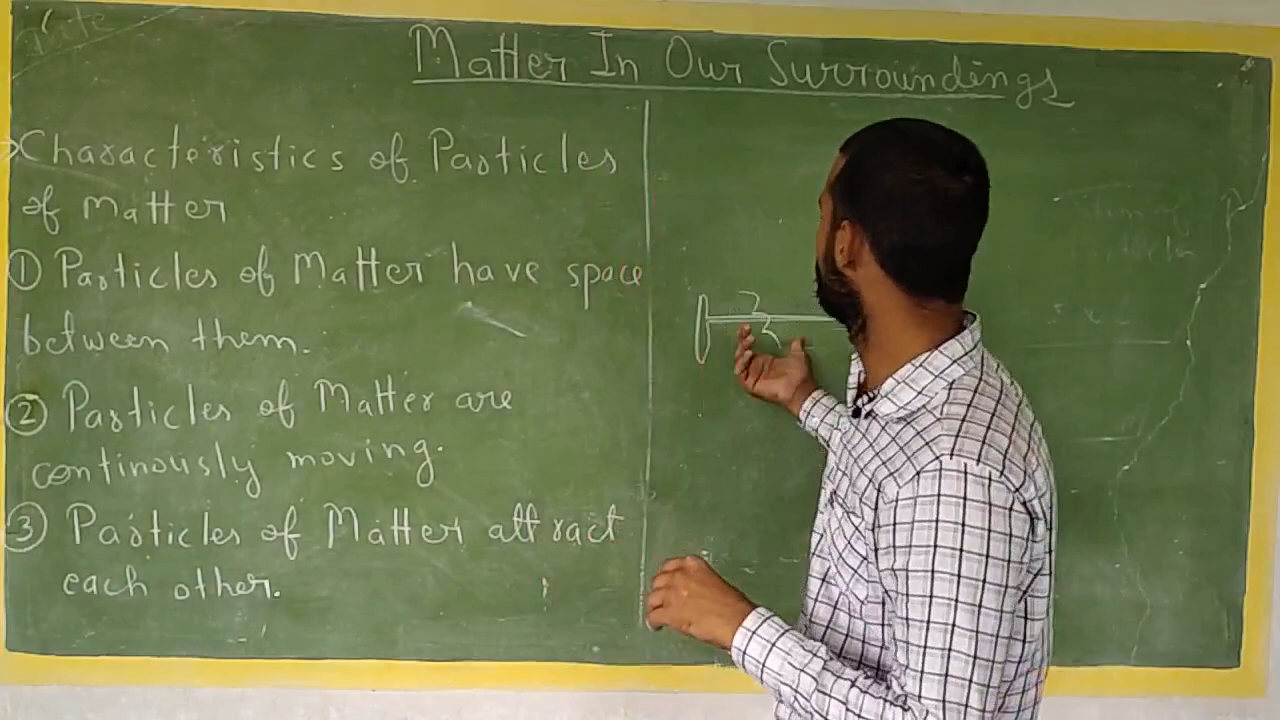 Matter In Our Surroundings
Characteristics of Particles
of Matter
① Particles of Matter have space
between them.
② Particles of Matter are
continously moving.
③ Particles of Matter attract
each other.